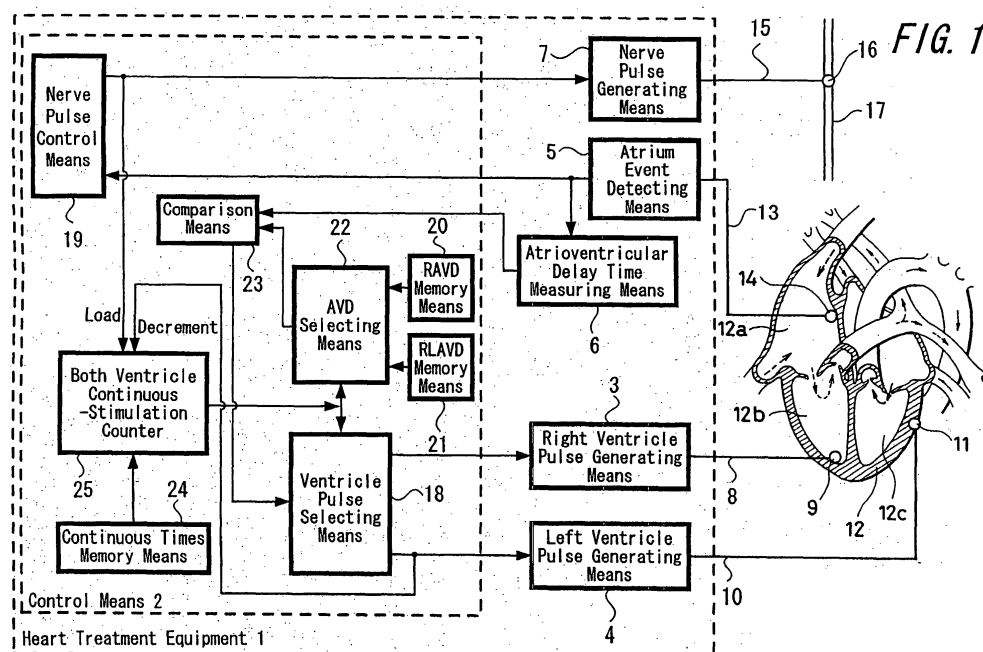 FIG. 1
7
Nerve
Pulse
Generating
Means
15
16
17
Nerve
Pulse
Control
Means
19
5
Atrium
Event
Detecting
Means
13
Comparison
Means
23
22
AVD
Selecting
Means
20
RAVD
Memory
Means
RLAVD
Memory
Means
21
Atrioventricular
Delay Time
Measuring Means
6
14
12a
Load
Decrement
Both Ventricle
Continuous
-Stimulation
Counter
25
24
Continuous Times
Memory Means
Ventricle
Pulse
Selecting
Means
18
3
Right Ventricle
Pulse Generating
Means
8
12b
11
9
12
12c
Left Ventricle
Pulse Generating
Means
4
10
Control Means 2
Heart Treatment Equipment 1